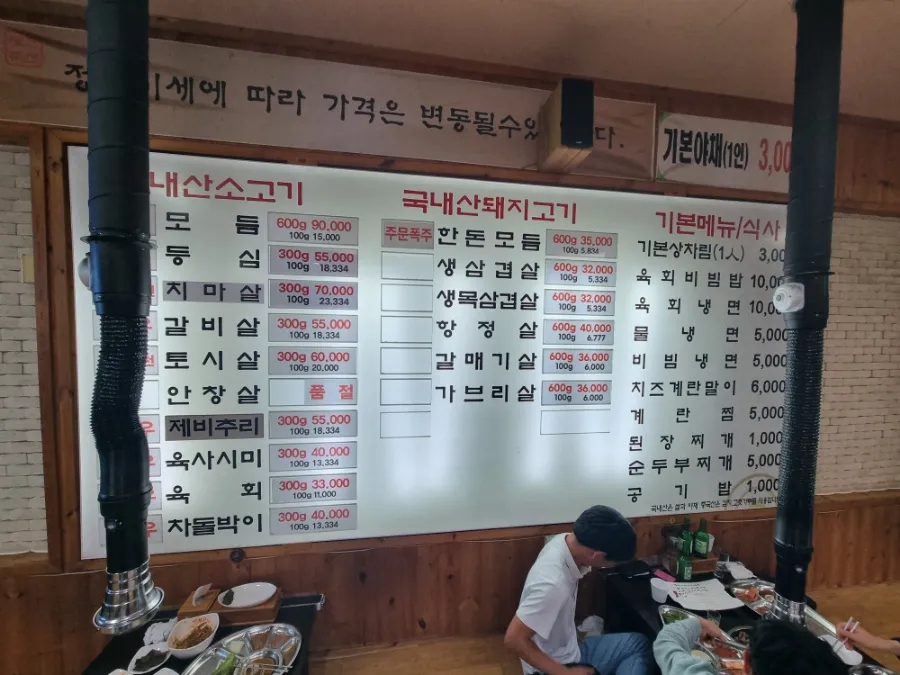 세에 따라 가격은 변동될수있 다.
기본야채(1인) 3,00
내산소고기
모듬 600g 90,000
100g 15,000
등심 300g 55,000
100g 18,334
치마살 300g 70,000
100g 23,334
갈비살 300g 55,000
100g 18,334
토시살 300g 60,000
100g 20,000
안창살 품절
제비추리 300g 55,000
100g 18,334
육사시미 300g 40,000
100g 13,334
육회 300g 33,000
100g 11,000
차돌박이 300g 40,000
100g 13,334
국내산돼지고기
주문폭주 한돈모듬 600g 35,000
100g 5,834
생삼겹살 600g 32,000
100g 5,334
생목삼겹살 600g 32,000
100g 5,334
항정살 600g 40,000
100g 6,777
갈매기살 600g 36,000
100g 6,000
가브리살 600g 36,000
100g 6,000
기본메뉴/식사
기본상차림(1人) 3,00
육회비빔밥 10,00
육회냉면 10,00
물냉면 5,000
비빔냉면 5,000
치즈계란말이 6,000
계란찜 5,000
된장찌개 1,000
순두부찌개 5,000
공기밥 1,000